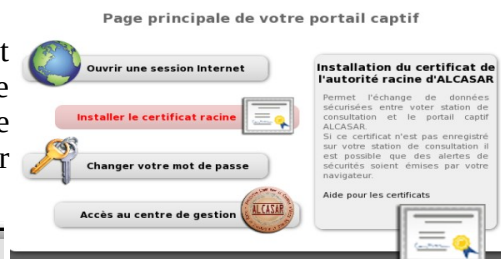 Page principale de votre portail captif
t
e
e
r
Ouvrir une session Internet
Installer le certificat racine
Changer votre mot de passe
Accès au centre de gestion
ALCASAR
Installation du certificat de
l'autorité racine d'ALCASAR
Permet l'échange de données
sécurisées entre voter station de
consultation et le portail captif
ALCASAR.
Si ce certificat n'est pas enregistré
sur votre station de consultation il
est possible que des alertes de
sécurités soient émises par votre
navigateur.
Aide pour les certificats